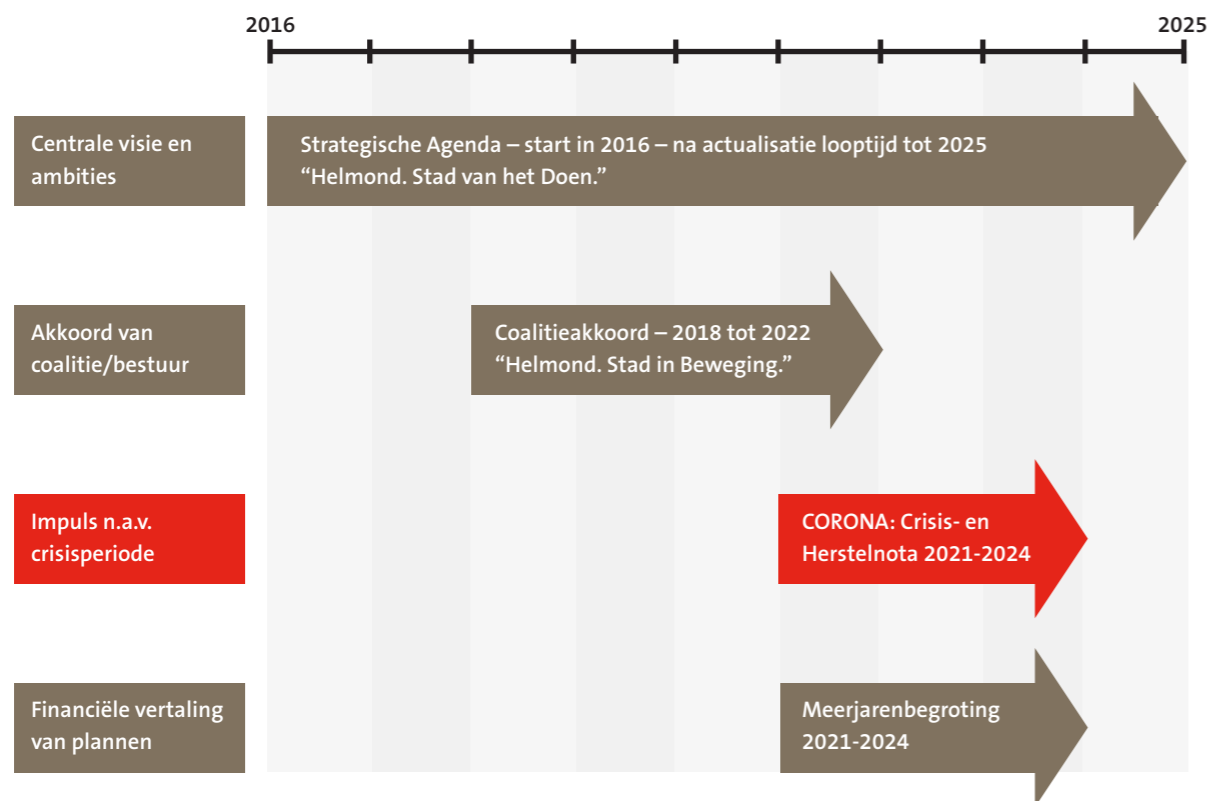 2016
2025
Centrale visie en
ambities
Strategische Agenda – start in 2016 – na actualisatie looptijd tot 2025
“Helmond. Stad van het Doen.”
Akkoord van
coalitie/bestuur
Coalitieakkoord – 2018 tot 2022
“Helmond. Stad in Beweging.”
Impuls n.a.v.
crisisperiode
CORONA: Crisis- en
Herstelnota 2021-2024
Financiële vertaling
van plannen
Meerjarenbegroting
2021-2024